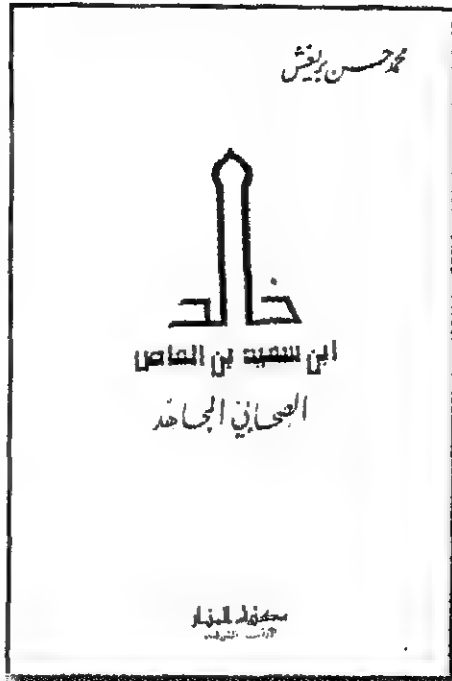 محمد حسن بريغش
خالد
ابن سعيد بن العاص
الصحابي المجاهد
مكتبة المنار